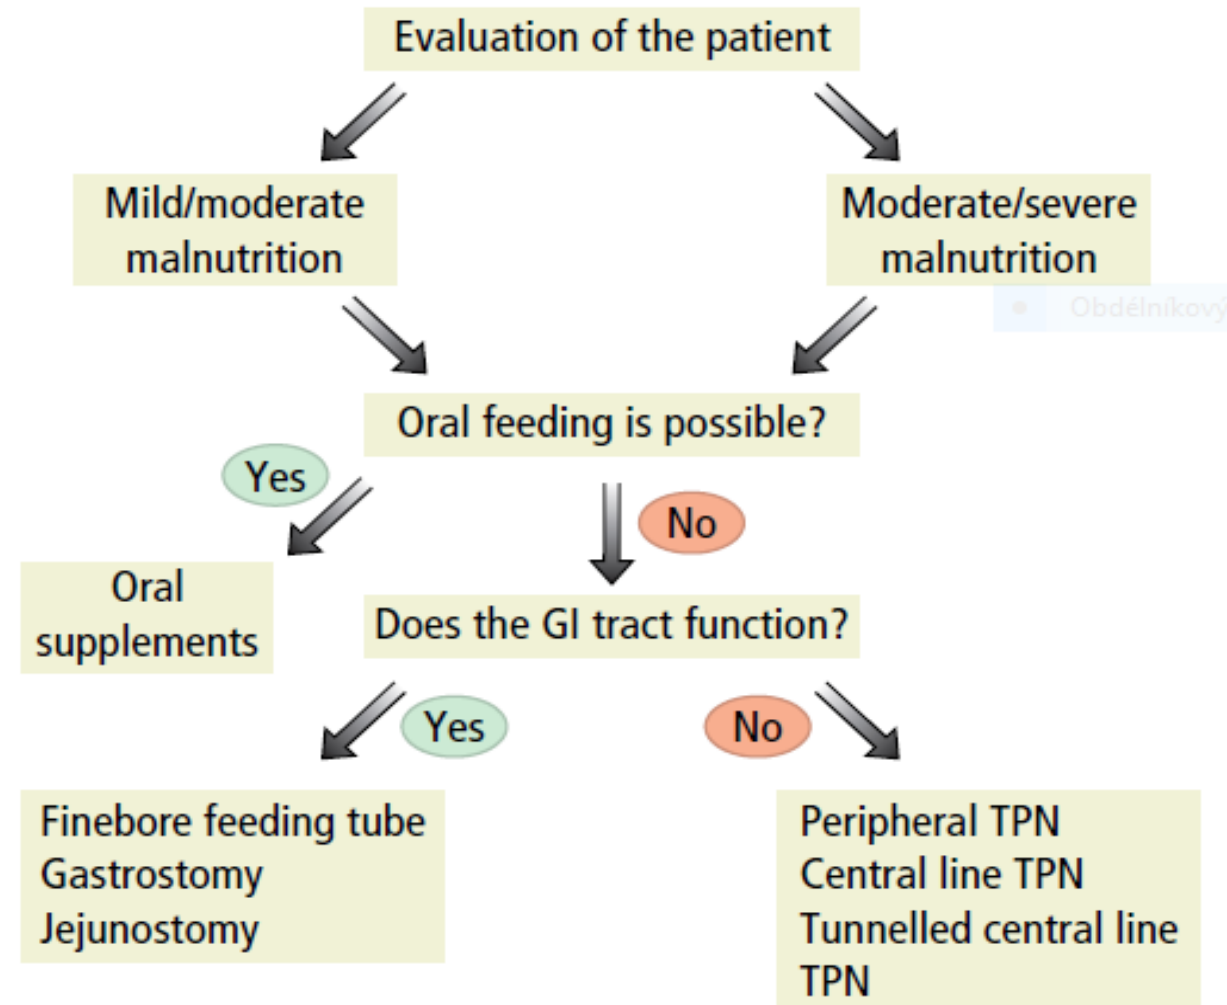 Evaluation of the patient
Mild/moderate
malnutrition
Moderate/severe
malnutrition
Obdélníkový
Oral feeding is possible?
Yes
No
Oral
supplements
Does the GI tract function?
Yes
No
Finebore feeding tube
Gastrostomy
Jejunostomy
Peripheral TPN
Central line TPN
Tunnelled central line
TPN